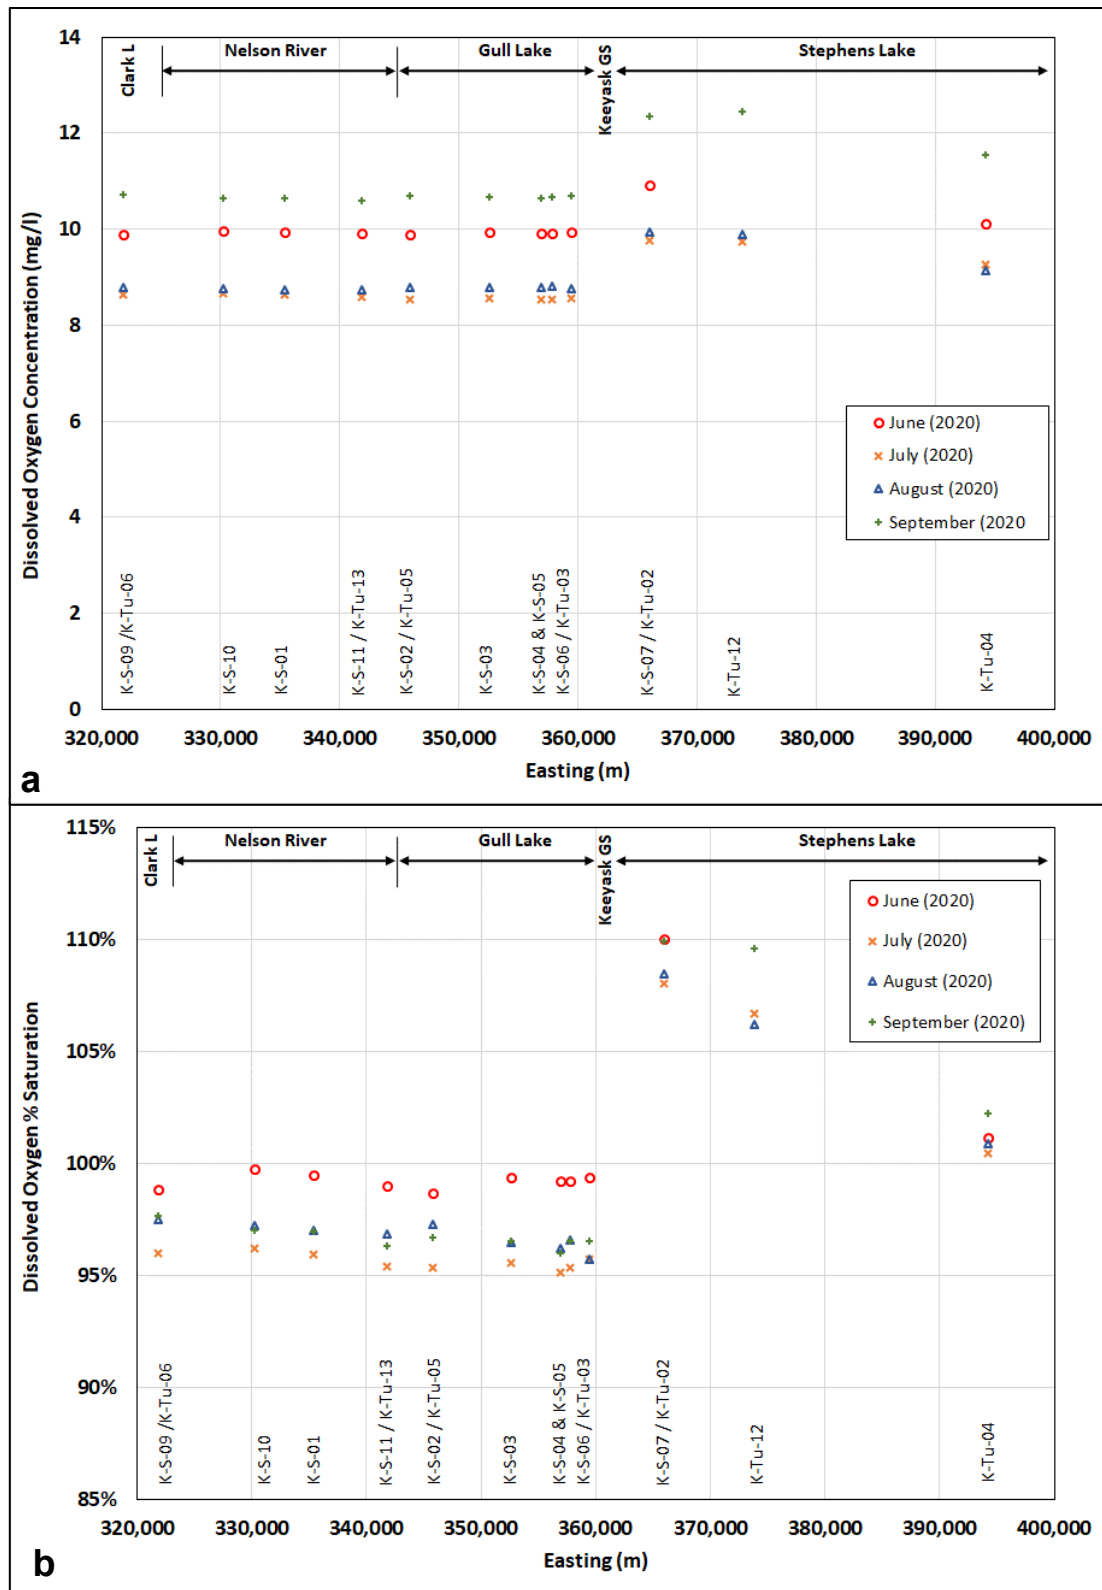 14
12
10
8
6
4
2
0
Dissolved Oxygen Concentration (mg/l)
Clark L
Nelson River
Gull Lake
Keeyask GS
Stephens Lake
June (2020)
July (2020)
August (2020)
September (2020
K-S-09 /K-Tu-06
K-S-10
K-S-01
K-S-11 / K-Tu-13
K-S-02 / K-Tu-05
K-S-03
K-S-04 & K-S-05
K-S-06 / K-Tu-03
K-S-07 / K-Tu-02
K-Tu-12
K-Tu-04
320,000 330,000 340,000 350,000 360,000 370,000 380,000 390,000 400,000
Easting (m)
a
115%
110%
105%
100%
95%
90%
85%
Dissolved Oxygen % Saturation
Clark L
Nelson River
Gull Lake
Keeyask GS
Stephens Lake
June (2020)
July (2020)
August (2020)
September (2020)
K-S-09 /K-Tu-06
K-S-10
K-S-01
K-S-11 / K-Tu-13
K-S-02 / K-Tu-05
K-S-03
K-S-04 & K-S-05
K-S-06 / K-Tu-03
K-S-07 / K-Tu-02
K-Tu-12
K-Tu-04
320,000 330,000 340,000 350,000 360,000 370,000 380,000 390,000 400,000
Easting (m)
b